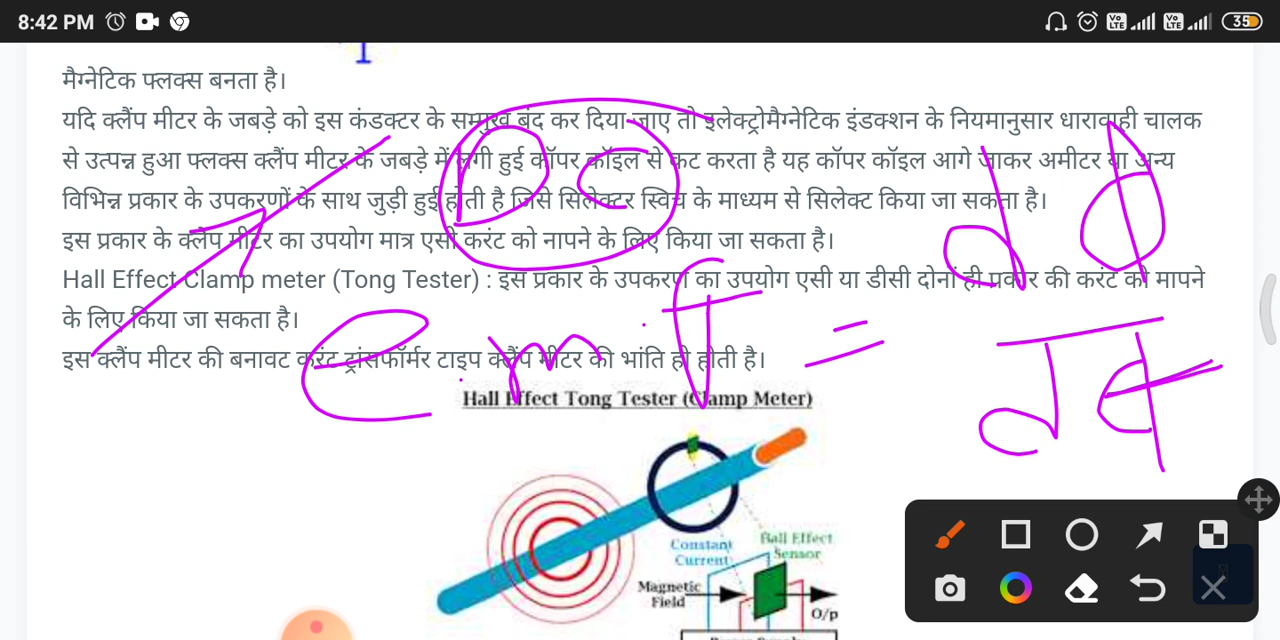 8:42 PM
35
मैग्नेटिक फ्लक्स बनता है।
यदि क्लैंप मीटर के जबड़े को इस कंडक्टर के सम्मुख बंद कर दिया जाए तो इलेक्ट्रोमैग्नेटिक इंडक्शन के नियमानुसार धारावाही चालक
से उत्पन्न हुआ फ्लक्स क्लैंप मीटर के जबड़े में लगी हुई कॉपर कॉइल से कट करता है यह कॉपर कॉइल आगे जाकर अमीटर या अन्य
विभिन्न प्रकार के उपकरणों के साथ जुड़ी हुई होती है जिसे सिलेक्टर स्विच के माध्यम से सिलेक्ट किया जा सकता है।
इस प्रकार के क्लैंप मीटर का उपयोग मात्र एसी करंट को नापने के लिए किया जा सकता है।
Hall Effect Clamp meter (Tong Tester) : इस प्रकार के उपकरण का उपयोग एसी या डीसी दोनों ही प्रकार की करंट को मापने
के लिए किया जा सकता है।
इस क्लैंप मीटर की बनावट करंट ट्रांसफॉर्मर टाइप क्लैंप मीटर की भांति ही होती है।
DC
Hall Effect Tong Tester (Clamp Meter)
Constant
Current
Hall Effect
Sensor
Magnetic
Field
O/p